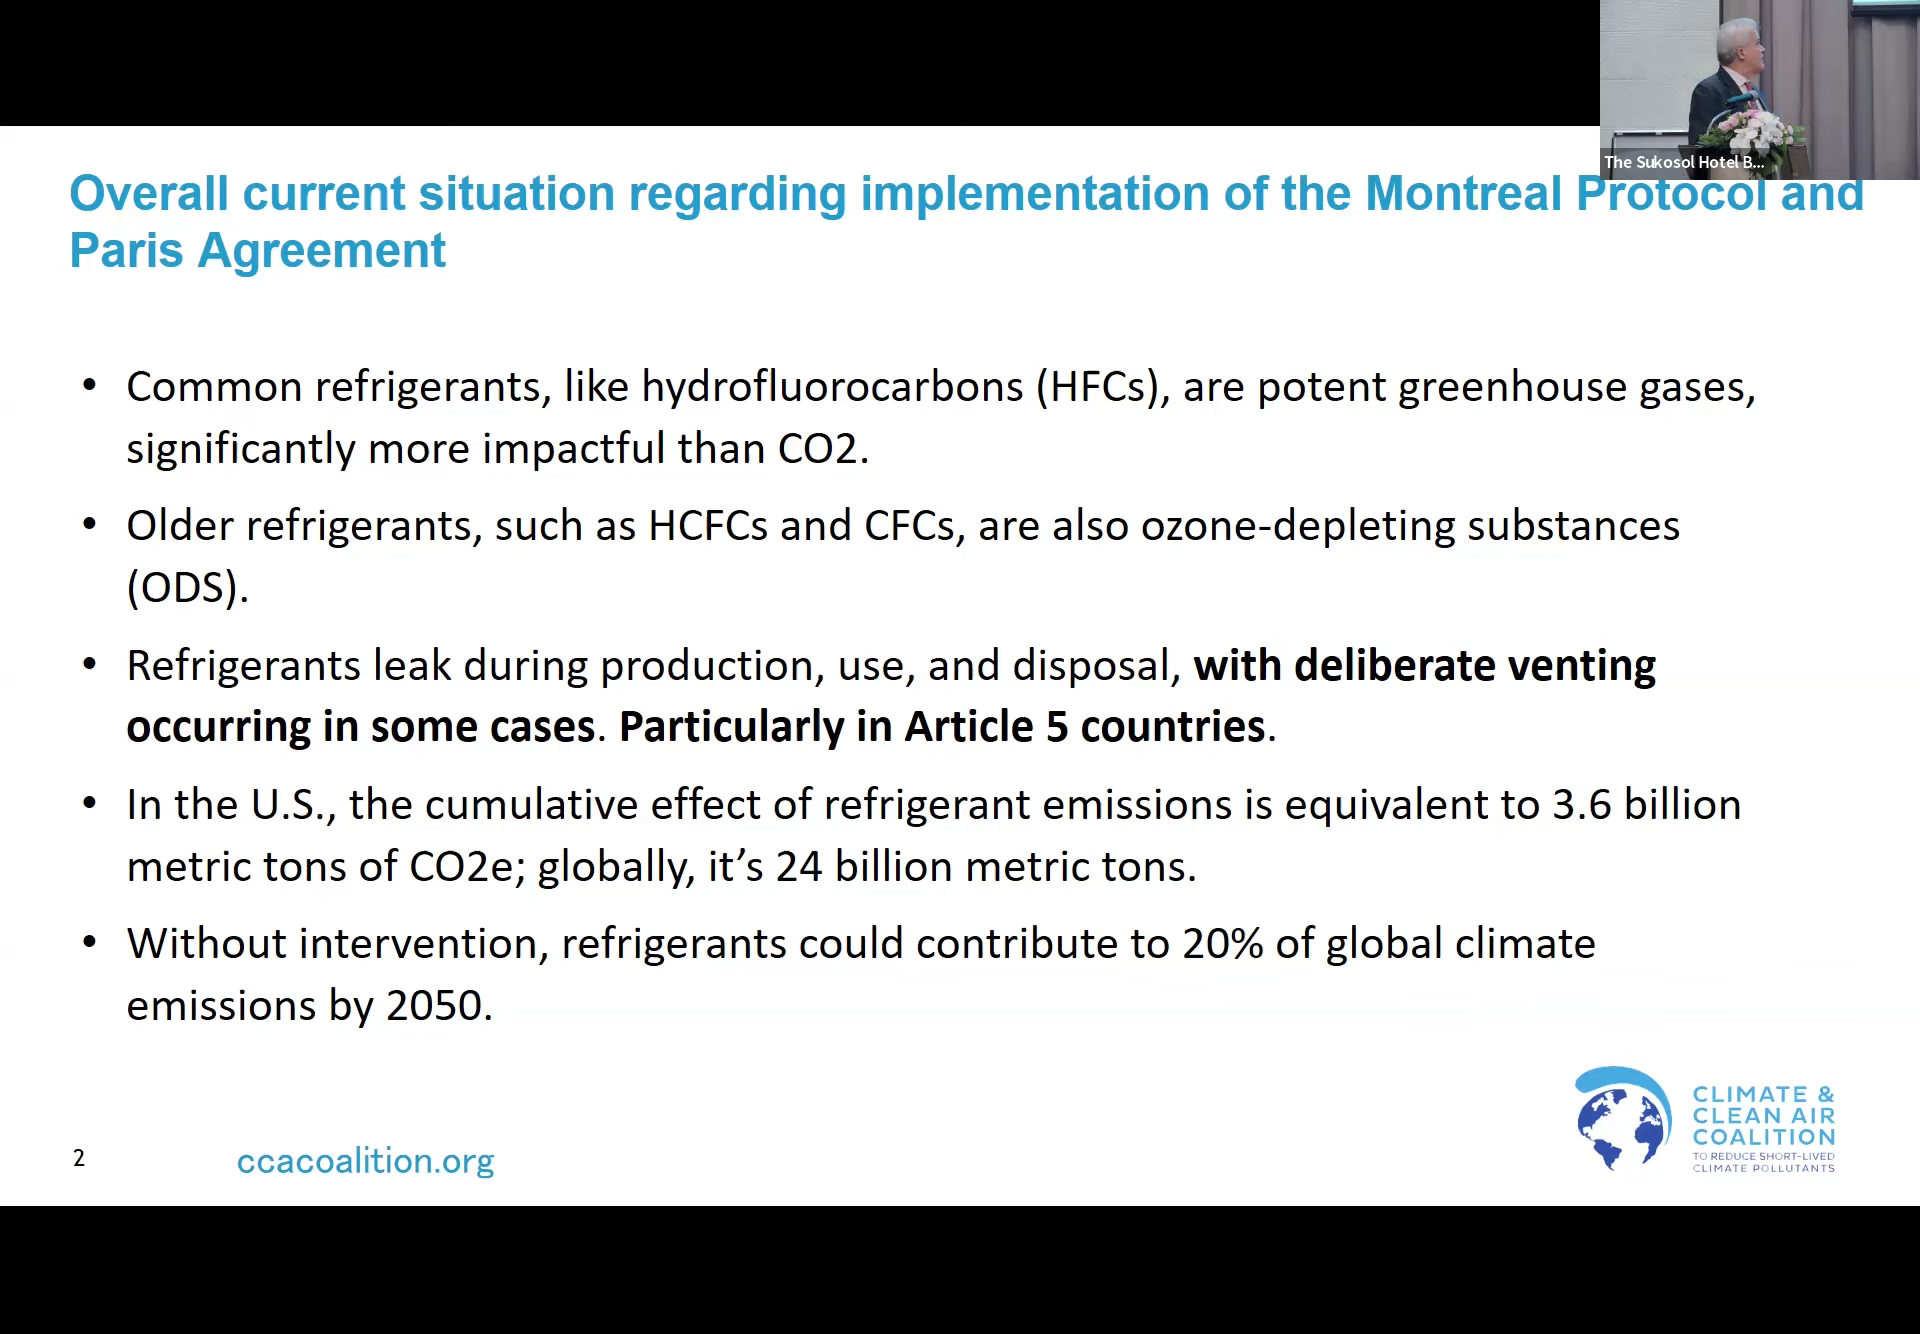 The Sukosol Hotel B...
Overall current situation regarding implementation of the Montreal Protocol and
Paris Agreement
• Common refrigerants, like hydrofluorocarbons (HFCs), are potent greenhouse gases,
significantly more impactful than CO2.
• Older refrigerants, such as HCFCs and CFCs, are also ozone-depleting substances
(ODS).
• Refrigerants leak during production, use, and disposal, with deliberate venting
occurring in some cases. Particularly in Article 5 countries.
• In the U.S., the cumulative effect of refrigerant emissions is equivalent to 3.6 billion
metric tons of CO2e; globally, it’s 24 billion metric tons.
• Without intervention, refrigerants could contribute to 20% of global climate
emissions by 2050.
2
ccacoalition.org
CLIMATE &
CLEAN AIR
COALITION
TO REDUCE SHORT-LIVED
CLIMATE POLLUTANTS